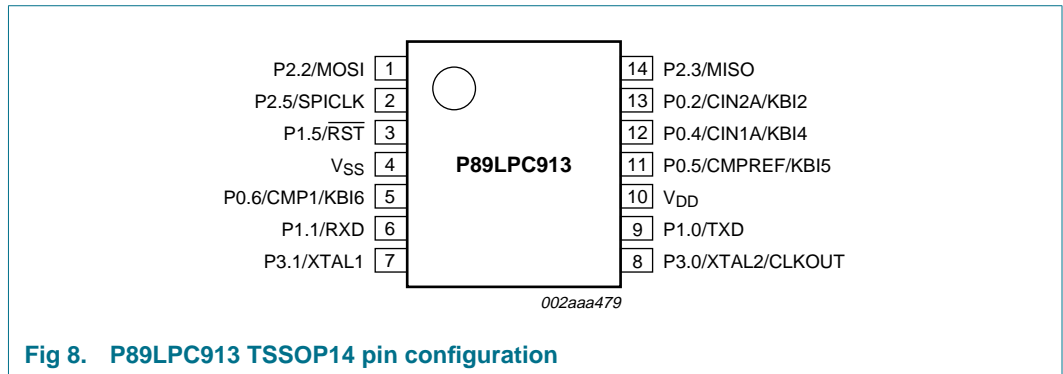 P2.2/MOSI 1
P2.5/SPICLK 2
P1.5/RST 3
VSS 4
P0.6/CMP1/KBI6 5
P1.1/RXD 6
P3.1/XTAL1 7
P89LPC913
14 P2.3/MISO
13 P0.2/CIN2A/KBI2
12 P0.4/CIN1A/KBI4
11 P0.5/CMPREF/KBI5
10 VDD
9 P1.0/TXD
8 P3.0/XTAL2/CLKOUT
002aaa479
Fig 8. P89LPC913 TSSOP14 pin configuration